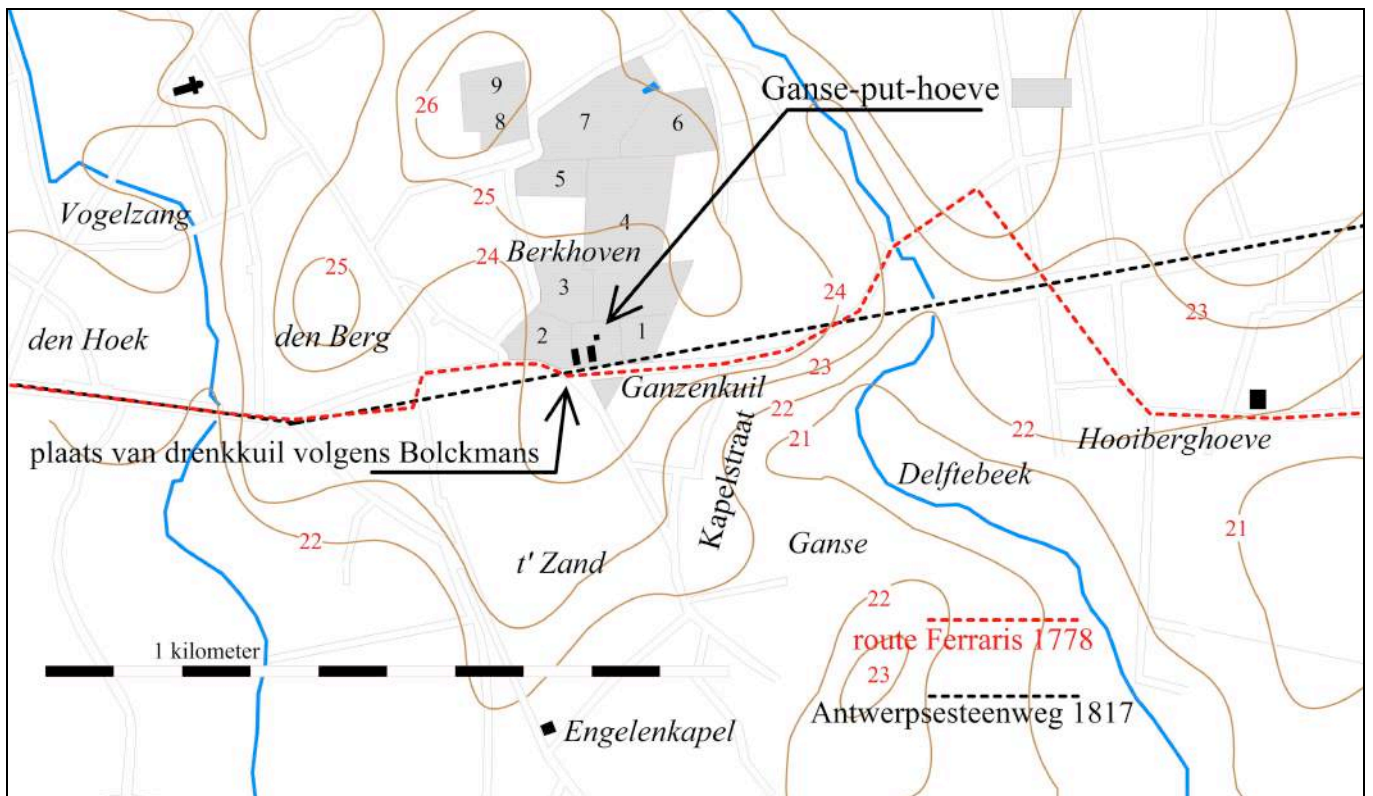 9
Ganse-put-hoeve
26
8
7
6
5
25
Vogelzang
4
Berkhoven
24
25
3
24
23
den Hoek
den Berg
2
1
23
Ganzenkuil
22
22
21
Hooiberghoeve
plaats van drenkkuil volgens Bolckmans
Delftebeek
Kapelstraat
21
22
Ganse
t' Zand
22
route Ferraris 1778
1 kilometer
23
Antwerpsesteenweg 1817
Engelenkapel